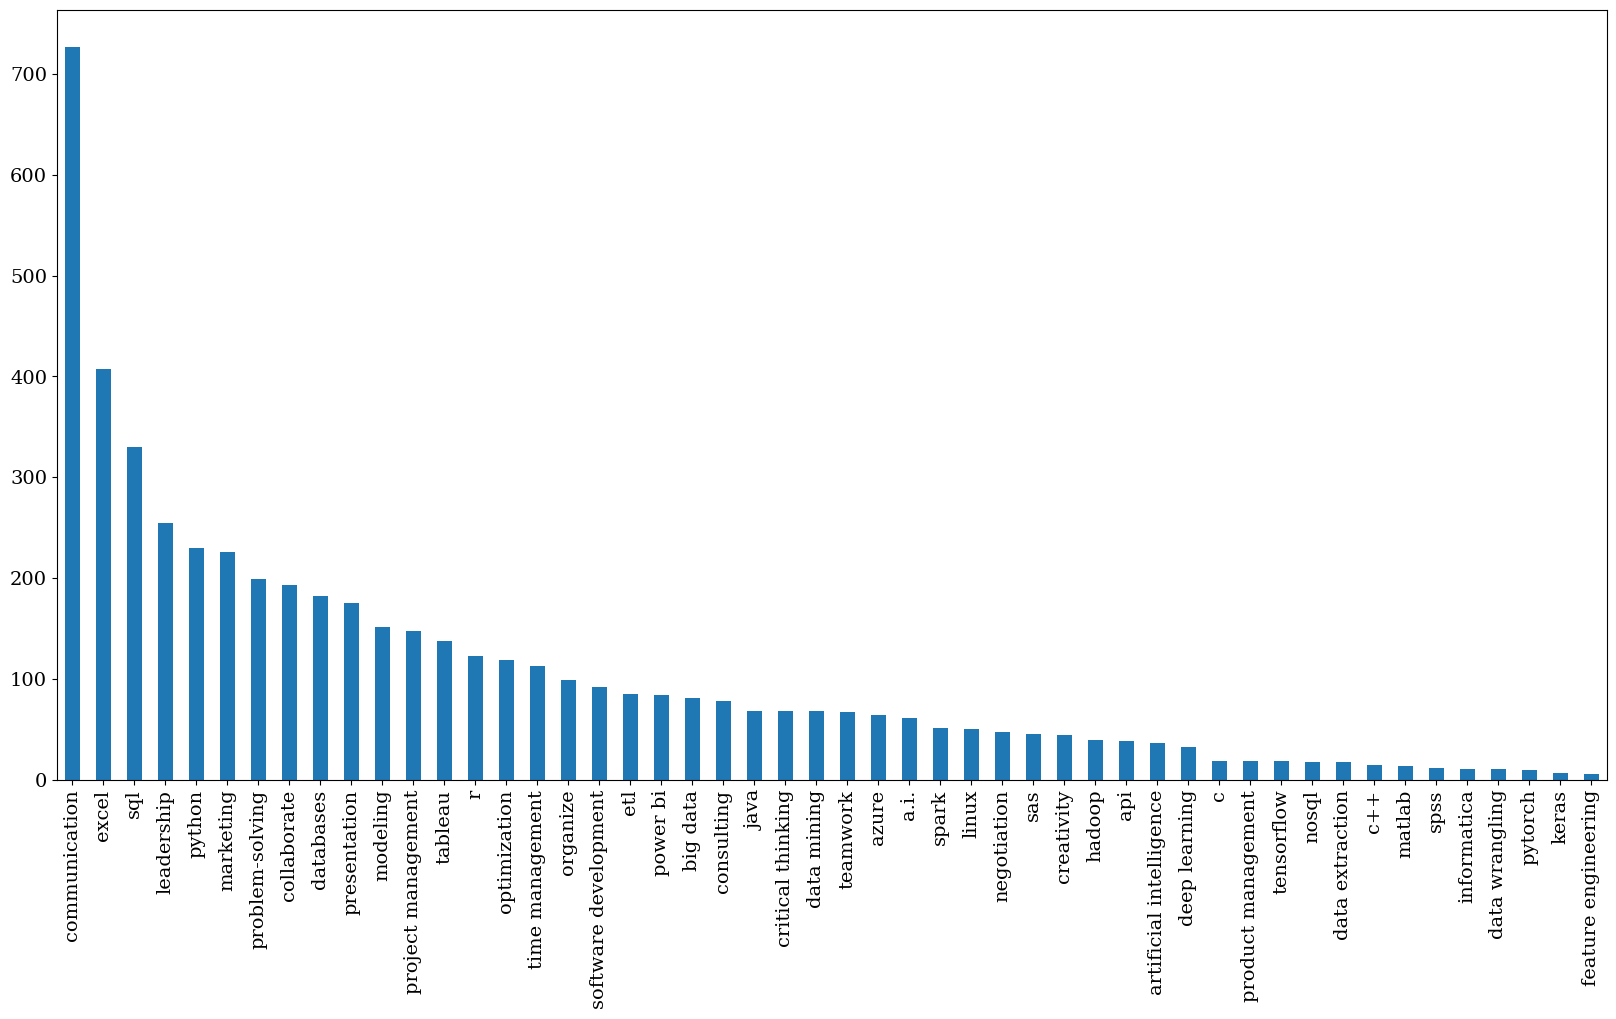 700
600
500
400
300
200
100
0
communication
excel
sql
leadership
python
marketing
problem-solving
collaborate
databases
presentation
modeling
project management
tableau
r
optimization
time management
organize
software development
etl
power bi
big data
consulting
java
critical thinking
data mining
teamwork
azure
a.i.
spark
linux
negotiation
sas
creativity
hadoop
api
artificial intelligence
deep learning
c
product management
tensorflow
nosql
data extraction
c++
matlab
spss
informatica
data wrangling
pytorch
keras
feature engineering